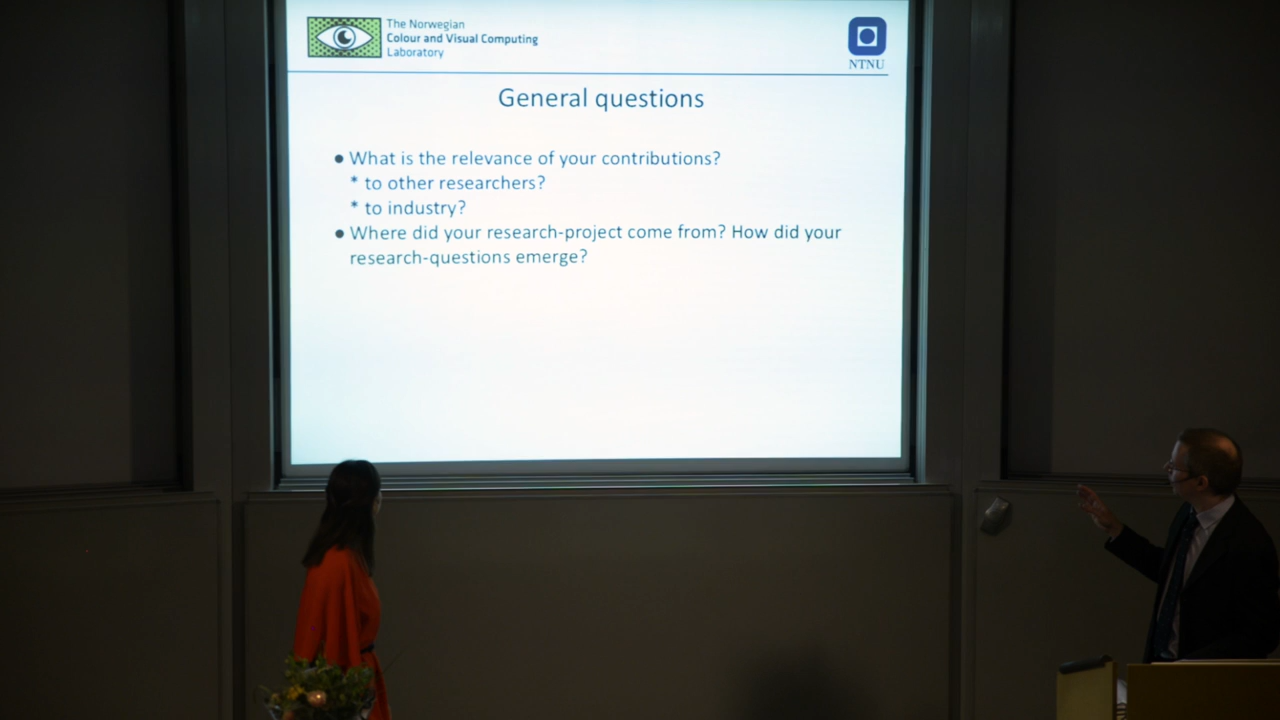 The Norwegian
Colour and Visual Computing
Laboratory
NTNU
General questions
● What is the relevance of your contributions?
* to other researchers?
* to industry?
● Where did your research-project come from? How did your
research-questions emerge?